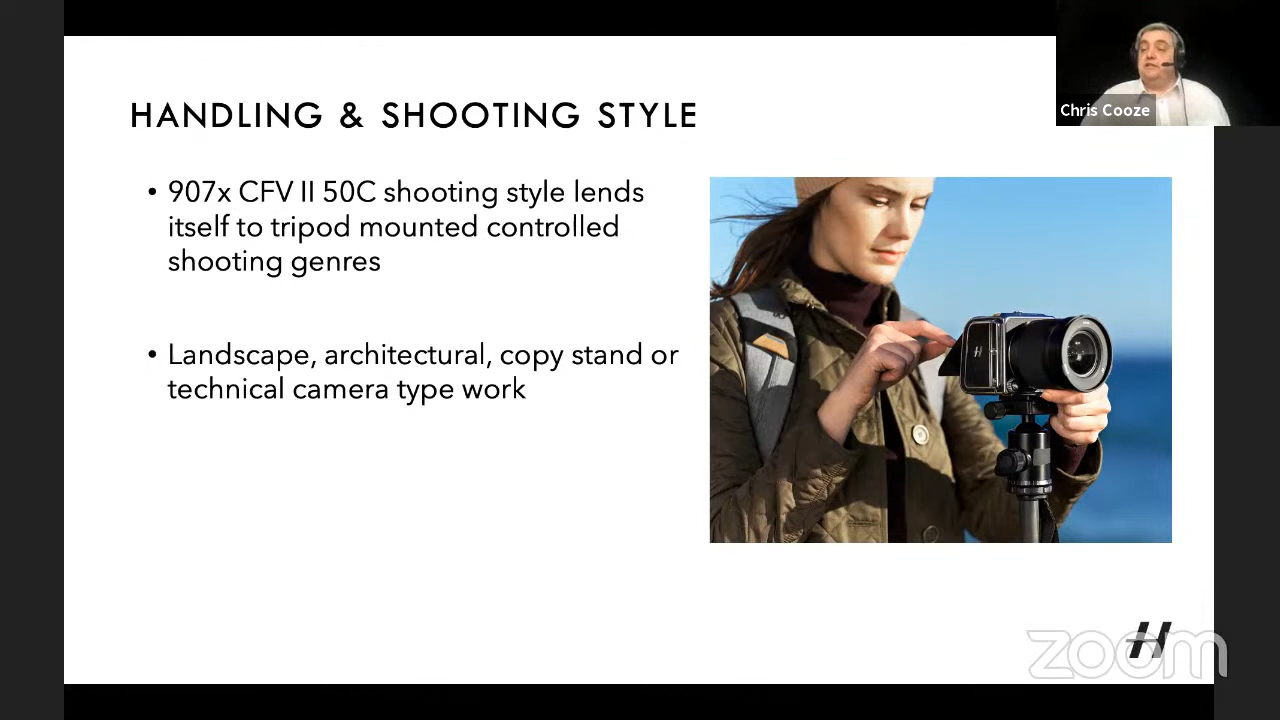 Chris Cooze
HANDLING & SHOOTING STYLE
• 907x CFV II 50C shooting style lends
itself to tripod mounted controlled
shooting genres
• Landscape, architectural, copy stand or
technical camera type work
H
H
zoom